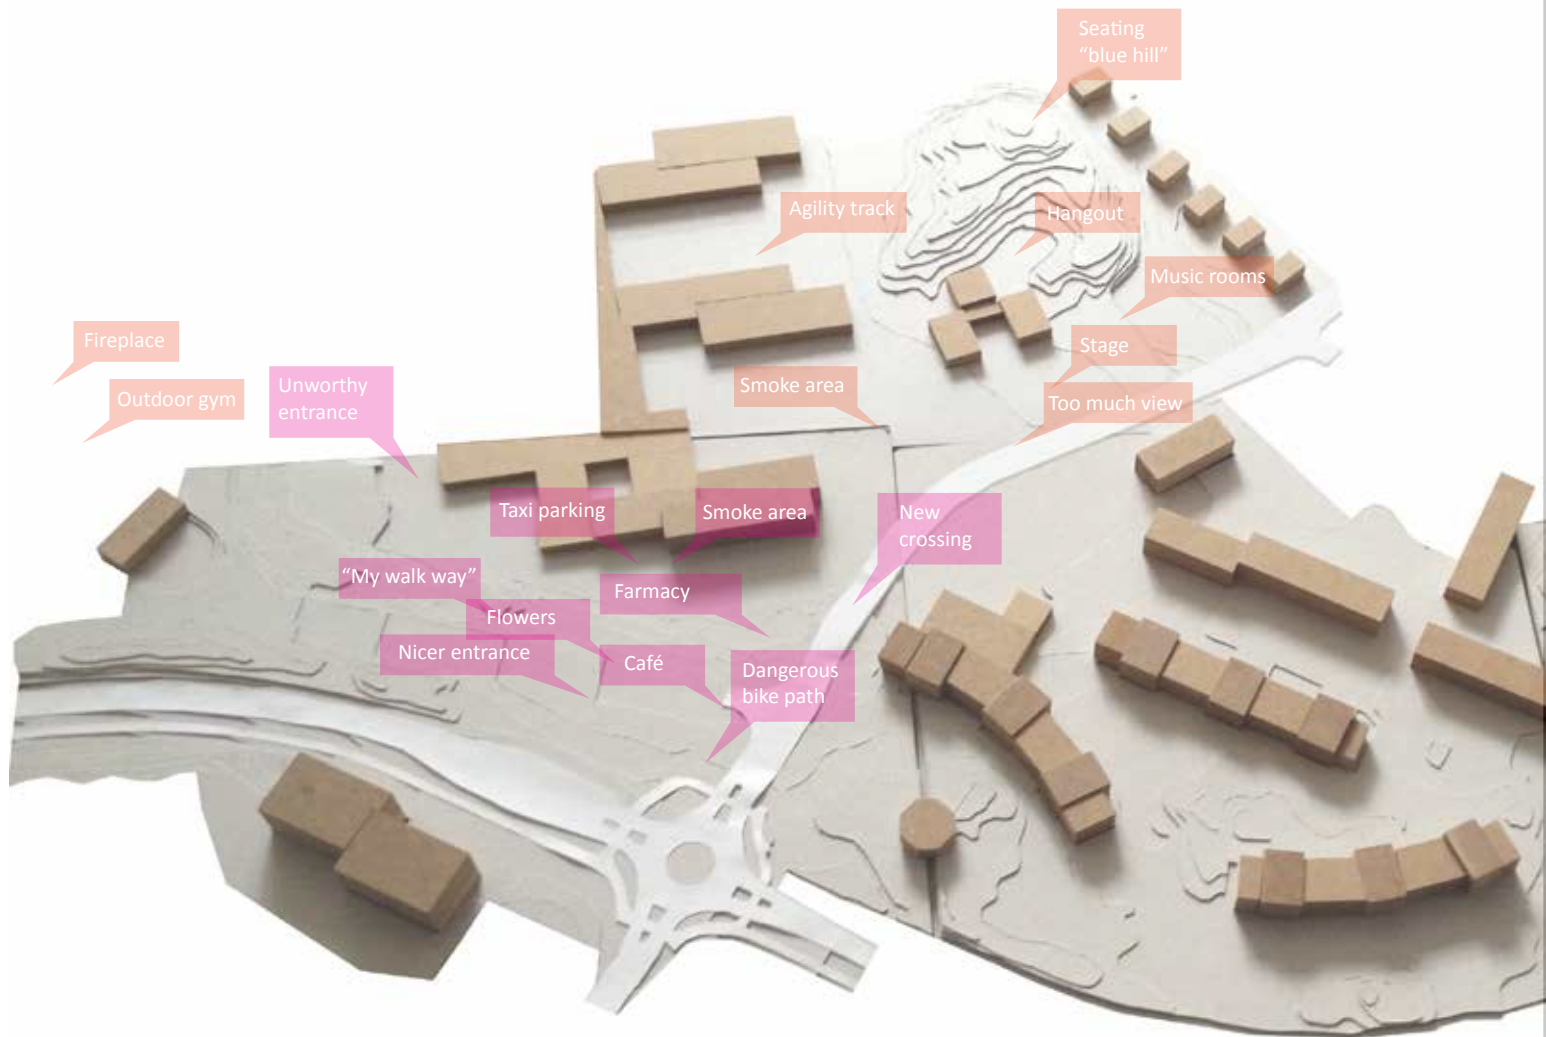 Seating
“blue hill”
Agility track
Hangout
Music rooms
Fireplace
Stage
Unworthy
entrance
Smoke area
Outdoor gym
Too much view
Taxi parking
Smoke area
New
crossing
“My walk way”
Farmacy
Flowers
Nicer entrance
Café
Dangerous
bike path